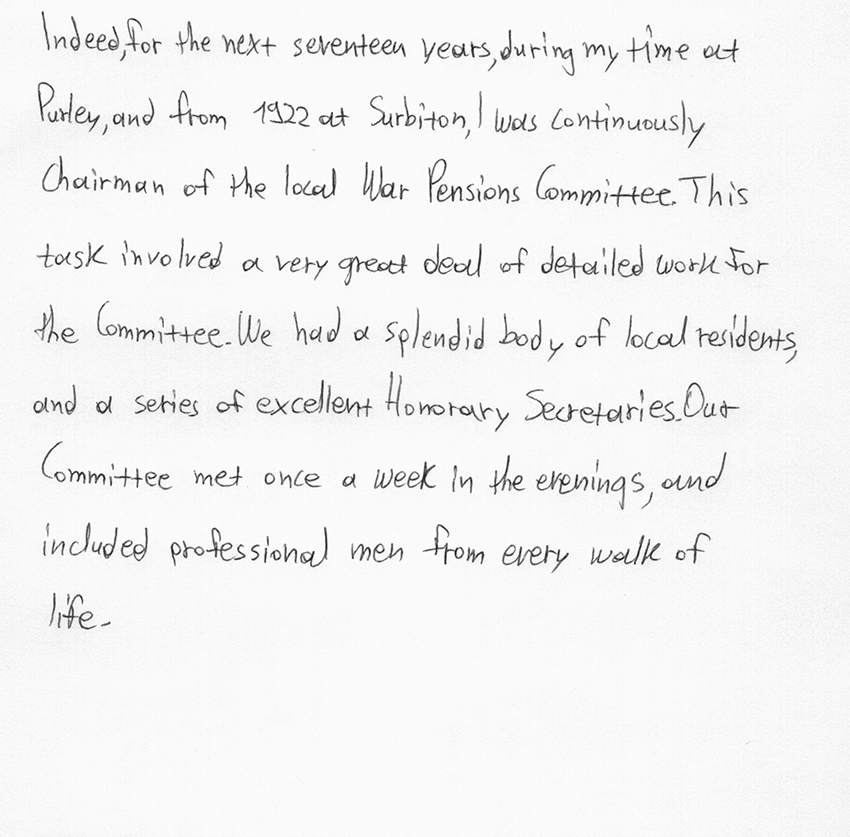 Indeed, for the next seventeen years, during my time at
Purley, and from 1922 at Surbiton, I was continuously
Chairman of the local War Pensions Committee. This
task involved a very great deal of detailed work for
the Committee. We had a splendid body of local residents,
and a series of excellent Honorary Secretaries. Our
Committee met once a week in the evenings, and
included professional men from every walk of
life.